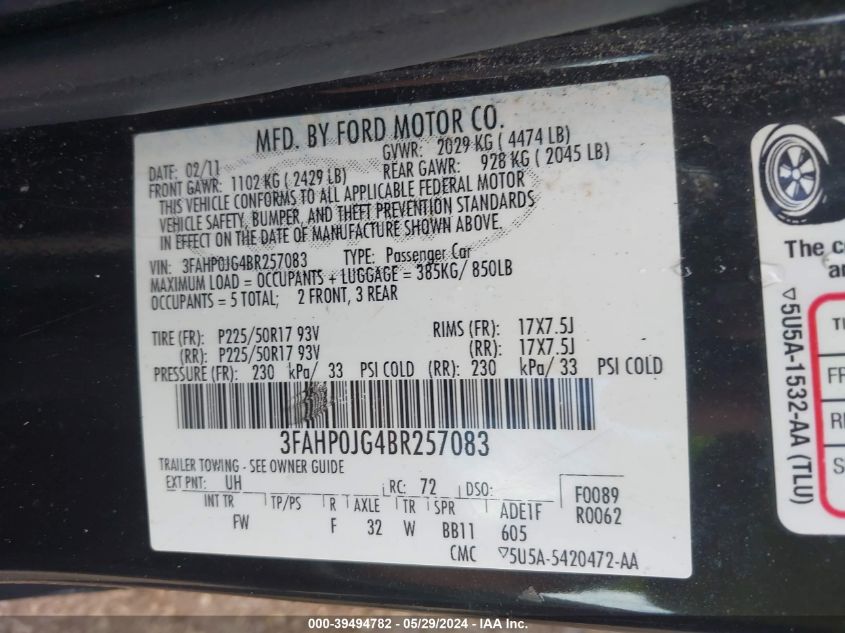 MFD. BY FORD MOTOR CO.
DATE: 02/11 GVWR: 2029 KG ( 4474 LB)
FRONT GAWR: 1102 KG ( 2429 LB) REAR GAWR: 928 KG ( 2045 LB)
THIS VEHICLE CONFORMS TO ALL APPLICABLE FEDERAL MOTOR
VEHICLE SAFETY, BUMPER, AND THEFT PREVENTION STANDARDS
IN EFFECT ON THE DATE OF MANUFACTURE SHOWN ABOVE.
VIN: 3FAHP0JG4BR257083 TYPE: Passenger Car
MAXIMUM LOAD = OCCUPANTS + LUGGAGE = 385KG/ 850LB
OCCUPANTS = 5 TOTAL; 2 FRONT, 3 REAR
TIRE (FR): P225/50R17 93V RIMS (FR): 17X7.5J
(RR): P225/50R17 93V (RR): 17X7.5J
PRESSURE (FR): 230 kPa/ 33 PSI COLD (RR): 230 kPa/ 33 PSI COLD
3FAHP0JG4BR257083
TRAILER TOWING - SEE OWNER GUIDE
EXT PNT: UH RC: 72 DSO: F0089
INT TR TP/PS R AXLE TR SPR ADE1F R0062
FW F 32 W BB11 605
CMC ▽5U5A-5420472-AA
The co
an
▽5U5A-1532-AA (TLU)
TI
FR
S
000-39494782 - 05/29/2024 - IAA Inc.